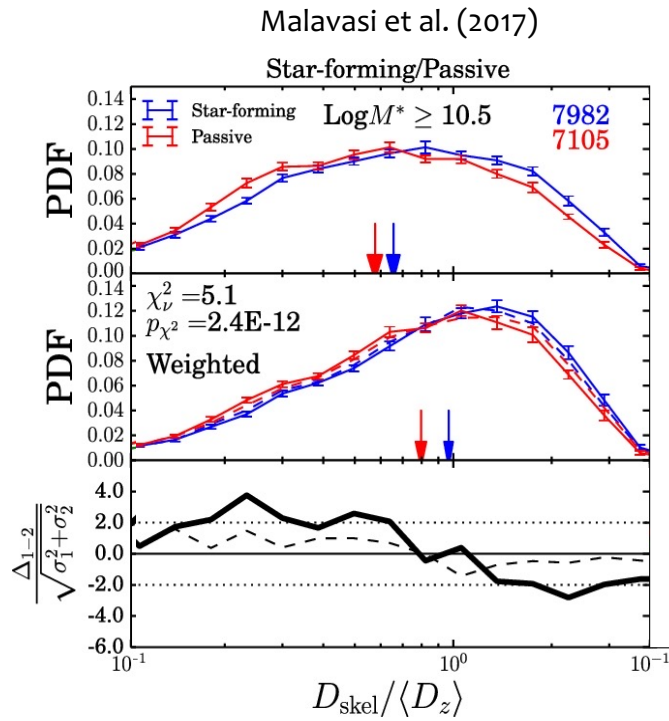 Malavasi et al. (2017)
Star-forming/Passive
PDF
0.14
0.12
0.10
0.08
0.06
0.04
0.02
0.00
Star-forming
Passive
LogM* ≥ 10.5
7982
7105
PDF
0.12
0.10
0.08
0.06
0.04
0.02
0.00
χ²ᵥ =5.1
pχ² =2.4E-12
Weighted
Δ₁₋₂ / √σ₁²+σ₂²
4.0
2.0
0.0
-2.0
-4.0
-6.0
10⁻¹ 10⁰ 10⁻¹
D_skel/⟨D_z⟩